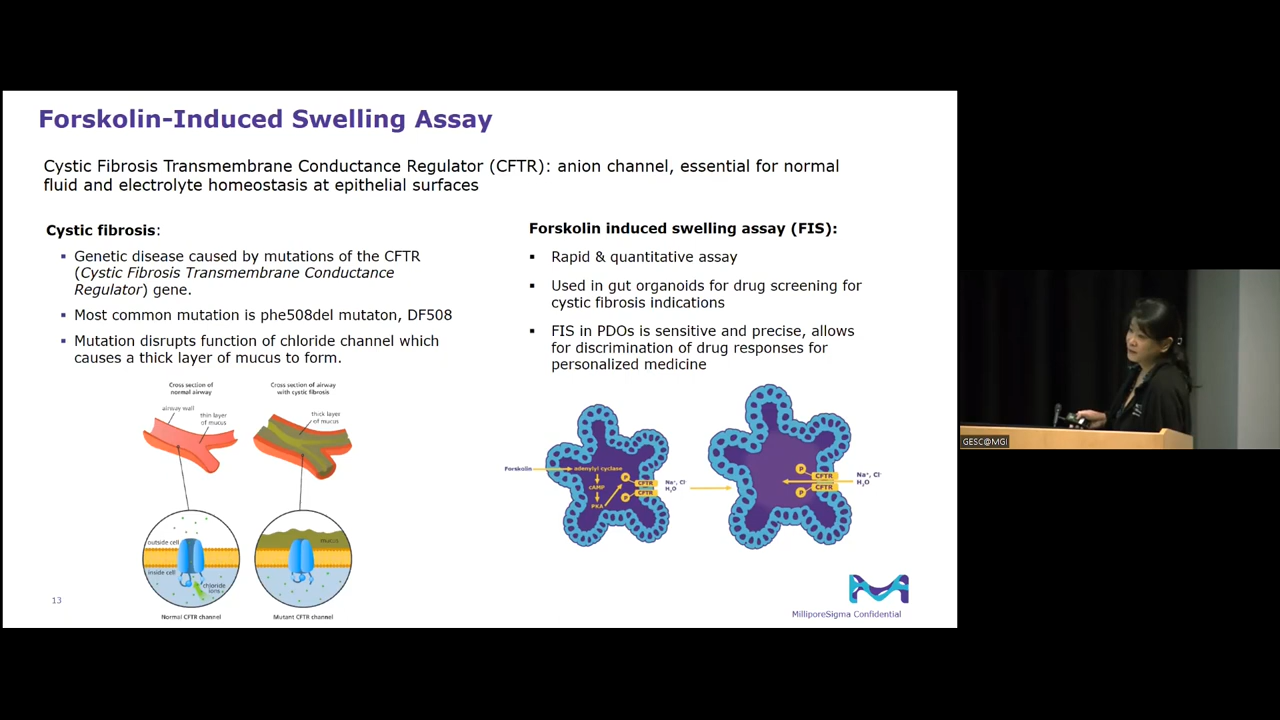 Forskolin-Induced Swelling Assay
Cystic Fibrosis Transmembrane Conductance Regulator (CFTR): anion channel, essential for normal
fluid and electrolyte homeostasis at epithelial surfaces
Cystic fibrosis:
▪ Genetic disease caused by mutations of the CFTR
(Cystic Fibrosis Transmembrane Conductance
Regulator) gene.
▪ Most common mutation is phe508del mutaton, DF508
▪ Mutation disrupts function of chloride channel which
causes a thick layer of mucus to form.
Cross section of
normal airway
airway wall
thin layer
of mucus
Cross section of airway
with cystic fibrosis
thick layer
of mucus
outside cell
inside cell
chloride
ions
Normal CFTR channel
mucus
Mutant CFTR channel
Forskolin induced swelling assay (FIS):
▪ Rapid & quantitative assay
▪ Used in gut organoids for drug screening for
cystic fibrosis indications
▪ FIS in PDOs is sensitive and precise, allows
for discrimination of drug responses for
personalized medicine
Forskolin
adenylyl cyclase
cAMP
PKA
P
P
CFTR
CFTR
Na⁺, Cl⁻
H₂O
P
P
CFTR
CFTR
Na⁺, Cl⁻
H₂O
13
MilliporeSigma Confidential
GESC@MGI